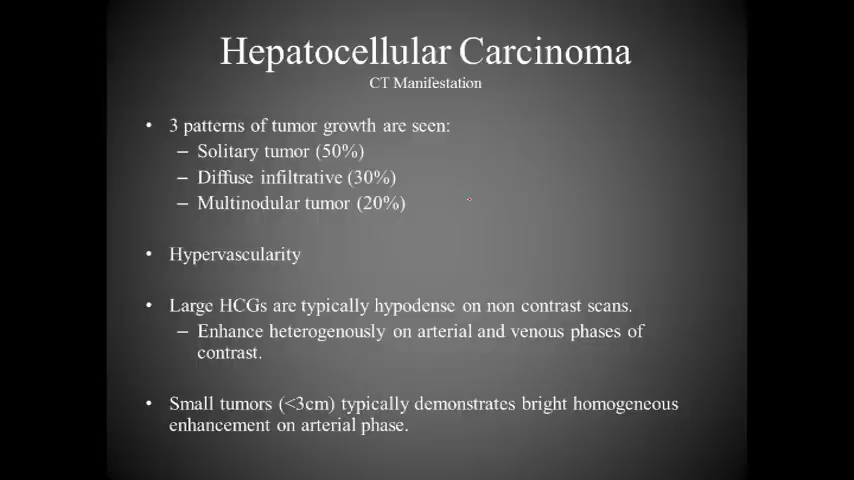 Hepatocellular Carcinoma
CT Manifestation
• 3 patterns of tumor growth are seen:
– Solitary tumor (50%)
– Diffuse infiltrative (30%)
– Multinodular tumor (20%)
• Hypervascularity
• Large HCGs are typically hypodense on non contrast scans.
– Enhance heterogenously on arterial and venous phases of
contrast.
• Small tumors (<3cm) typically demonstrates bright homogeneous
enhancement on arterial phase.